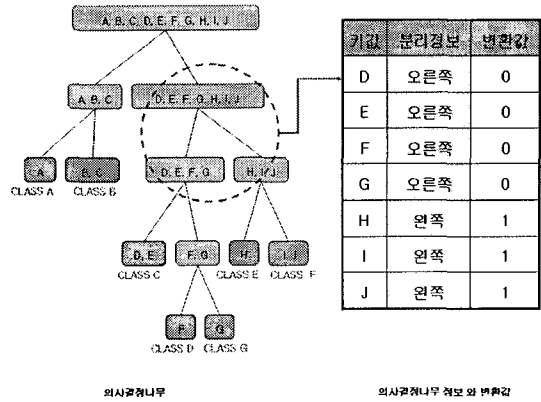 A, B, C, D, E, F, G, H, I, J
A, B, C
D, E, F, G, H, I, J
A
B, C
CLASS A
CLASS B
D, E, F, G
H, I, J
D, E
F, G
H
I, J
CLASS C
CLASS E
CLASS F
F
G
CLASS D
CLASS G
키값 분리정보 변환값
D 오른쪽 0
E 오른쪽 0
F 오른쪽 0
G 오른쪽 0
H 왼쪽 1
I 왼쪽 1
J 왼쪽 1
의사결정나무
의사결정나무 정보 와 변환값